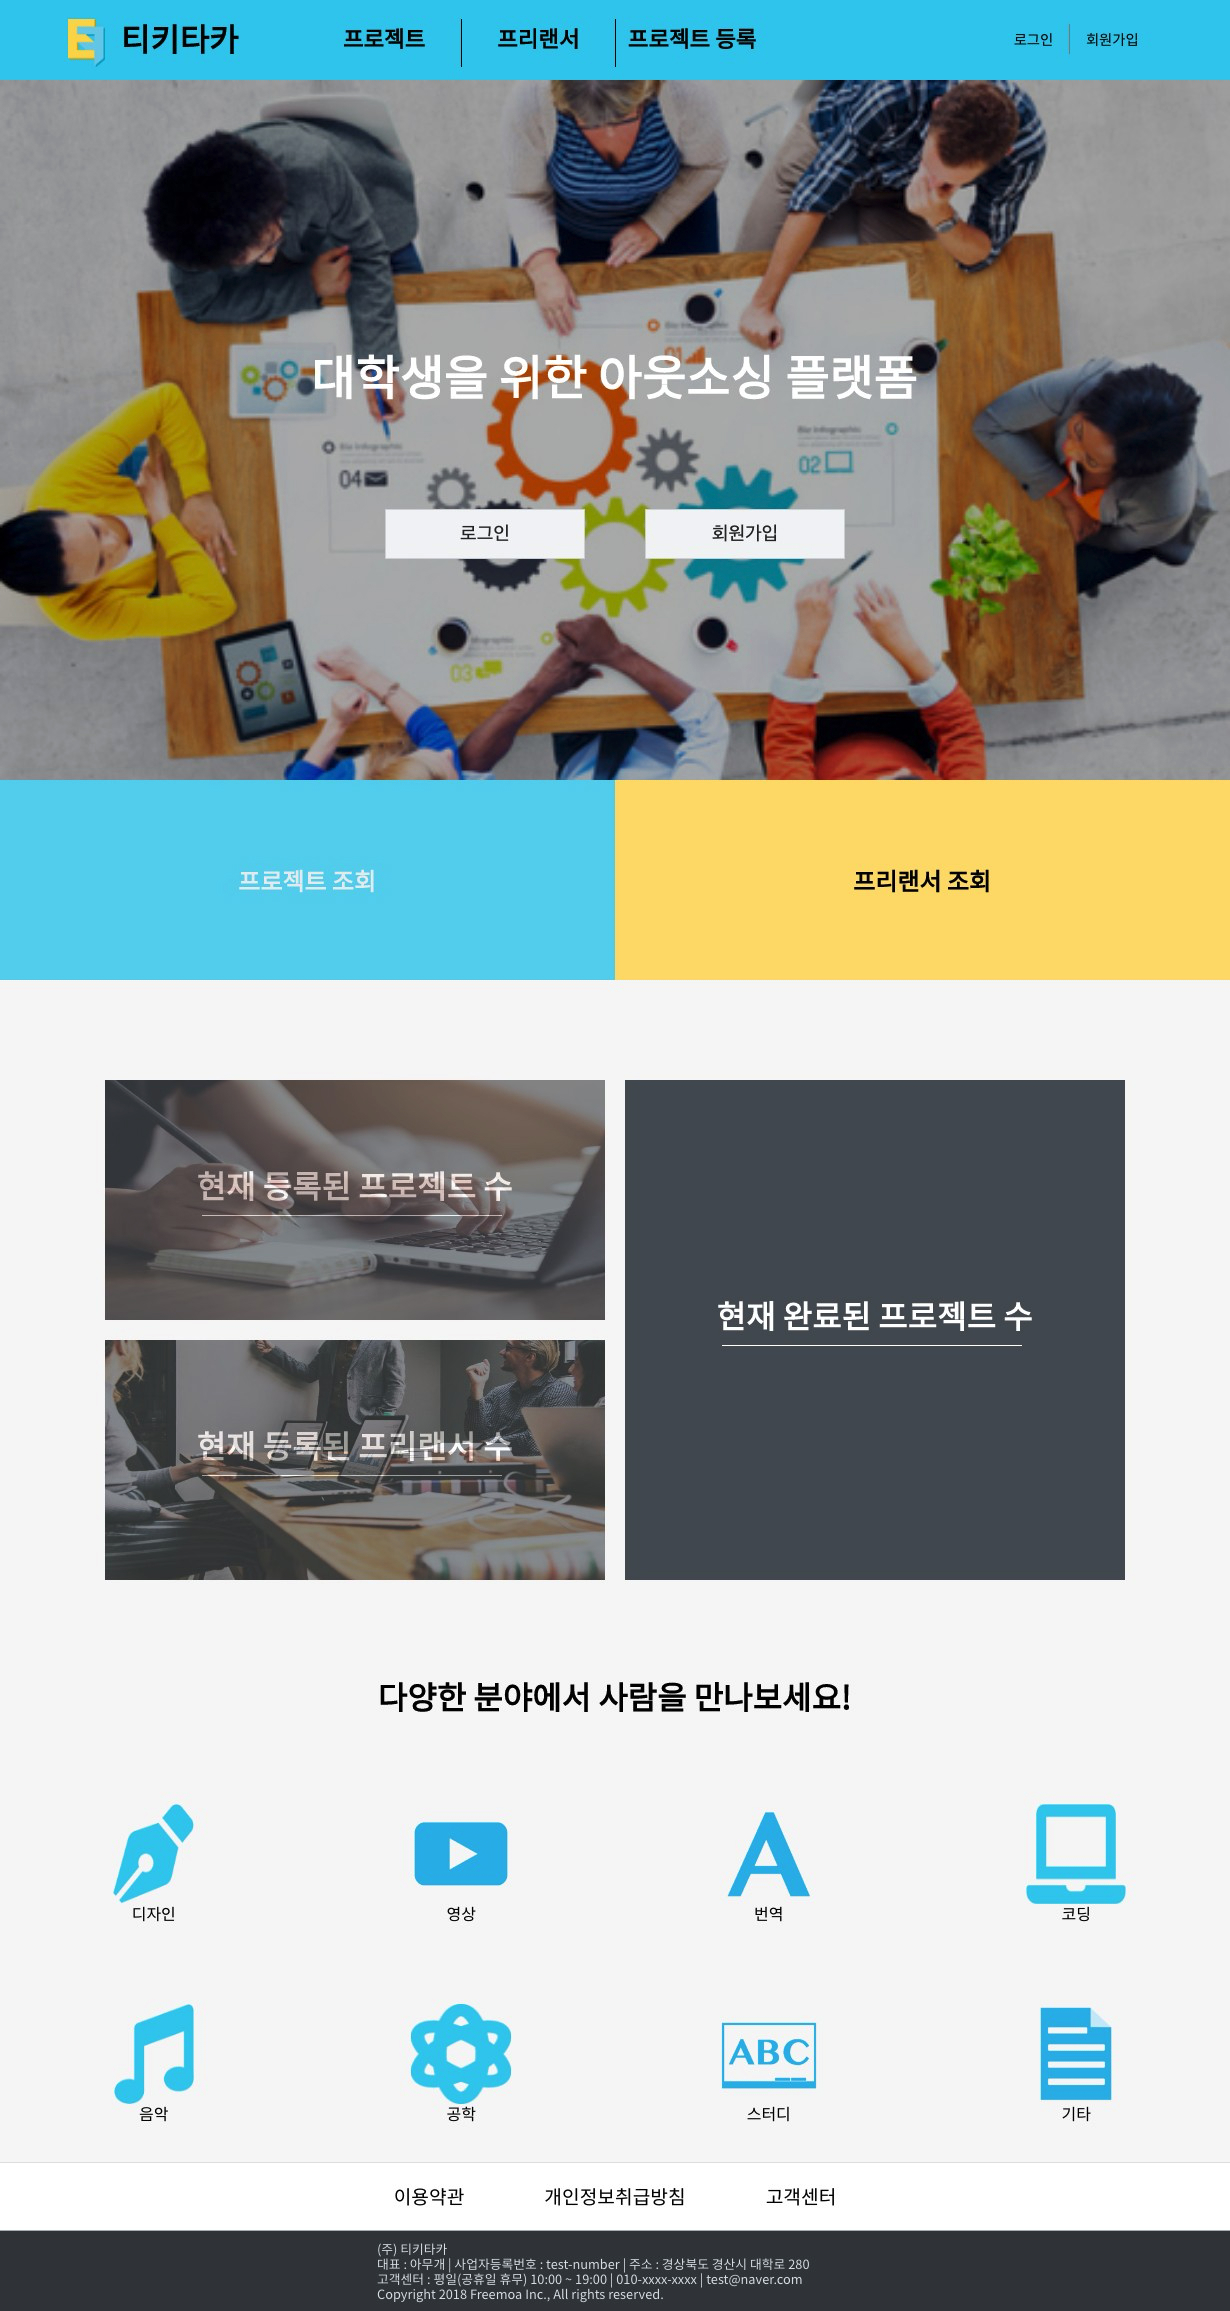 티키타카
프로젝트
프리랜서
프로젝트 등록
로그인
회원가입
대학생을 위한 아웃소싱 플랫폼
04
02
로그인
회원가입
03
프로젝트 조회
프리랜서 조회
현재 등록된 프로젝트 수
현재 완료된 프로젝트 수
현재 등록된 프리랜서 수
다양한 분야에서 사람을 만나보세요!
디자인
영상
번역
코딩
ABC
음악
공학
스터디
기타
이용약관
개인정보취급방침
고객센터
(주) 티키타카
대표 : 아무개 | 사업자등록번호 : test-number | 주소 : 경상북도 경산시 대학로 280
고객센터 : 평일(공휴일 휴무) 10:00 ~ 19:00 | 010-xxxx-xxxx | test@naver.com
Copyright 2018 Freemoa Inc., All rights reserved.